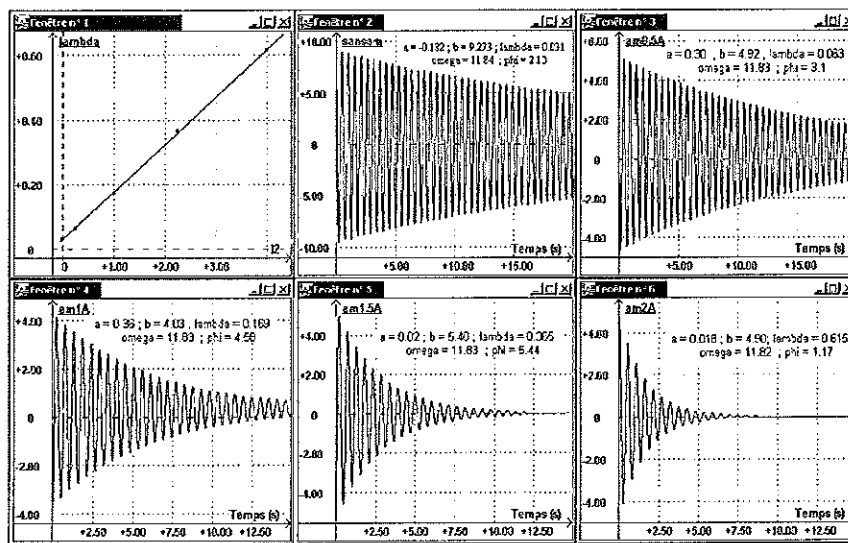 Fenêtre n° 1
lambda
+0.60
+0.40
+0.20
0
0
+1.00
+2.00
+3.00
I2
Fenêtre n° 2
sansam
a = -0.132 ; b = 9.273 ; lambda = 0.031
omega = 11.84 ; phi = 2.13
+10.00
+5.00
0
5.00
-10.00
Temps (s)
+5.00
+10.00
+15.00
Fenêtre n° 3
am0.5A
a = 0.30 ; b = 4.92 , lambda = 0.063
omega = 11.83 ; phi = 3.1
+6.00
+4.00
+2.00
0
-2.00
-4.00
Temps (s)
+5.00
+10.00
+15.00
Fenêtre n° 4
am1A
a = 0.36 ; b = 4.03 , lambda = 0.169
omega = 11.83 ; phi = 4.58
+4.00
+2.00
0
-2.00
-4.00
Temps (s)
+2.50
+5.00
+7.50
+10.00
+12.50
Fenêtre n° 5
am1.5A
a = 0.02 ; b = 5.40 ; lambda = 0.365
omega = 11.83 ; phi = 5.44
+4.00
+2.00
0
-4.00
Temps (s)
+2.50
+5.00
+7.50
+10.00
+12.50
Fenêtre n° 6
am2A
a = 0.018 ; b = 4.90; lambda = 0.615
omega = 11.82 ; phi = 1.17
+4.00
+2.00
0
-2.00
-4.00
Temps (s)
+2.50
+5.00
+7.50
+10.00
+12.50